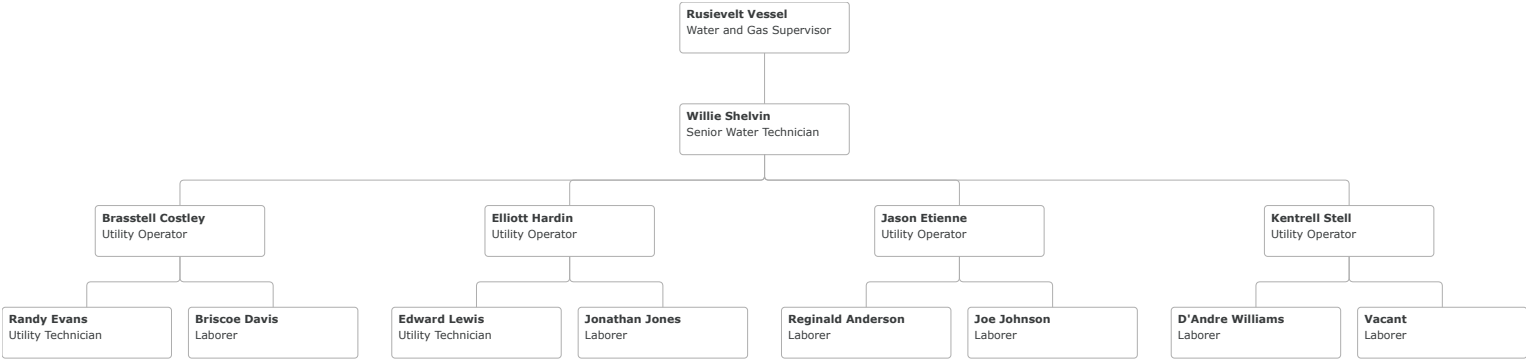 Rusievelt Vessel
Water and Gas Supervisor
Willie Shelvin
Senior Water Technician
Brasstell Costley
Utility Operator
Elliott Hardin
Utility Operator
Jason Etienne
Utility Operator
Kentrell Stell
Utility Operator
Randy Evans
Utility Technician
Briscoe Davis
Laborer
Edward Lewis
Utility Technician
Jonathan Jones
Laborer
Reginald Anderson
Laborer
Joe Johnson
Laborer
D'Andre Williams
Laborer
Vacant
Laborer